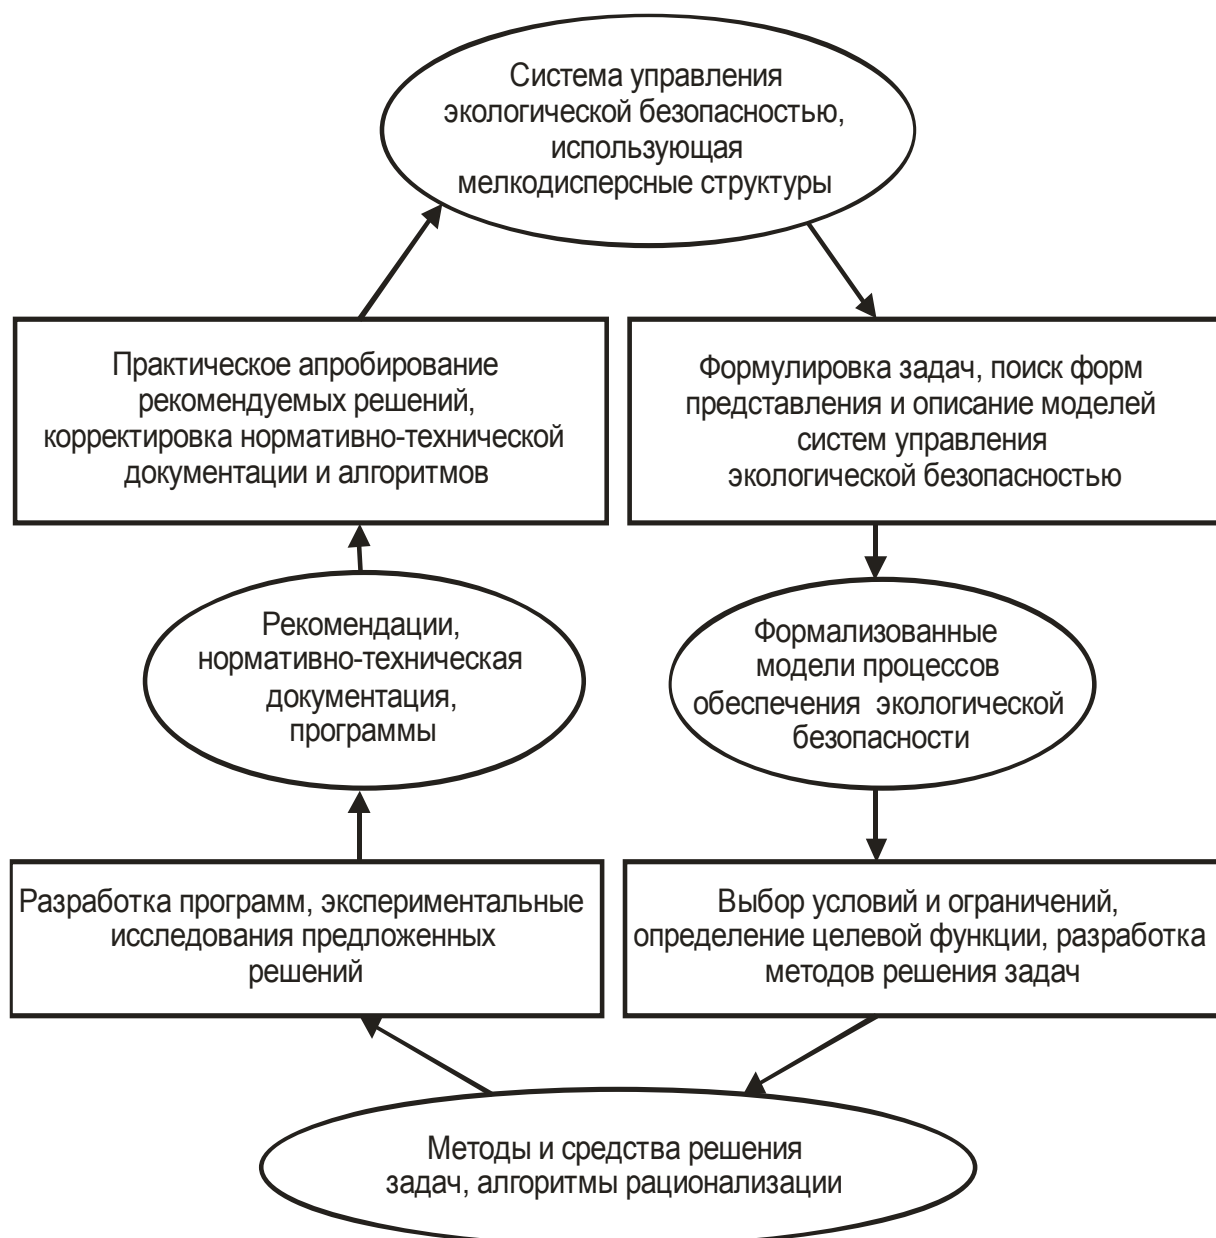 Система управления
экологической безопасностью,
использующая
мелкодисперсные структуры
Практическое апробирование
рекомендуемых решений,
корректировка нормативно-технической
документации и алгоритмов
Формулировка задач, поиск форм
представления и описание моделей
систем управления
экологической безопасностью
Рекомендации,
нормативно-техническая
документация,
программы
Формализованные
модели процессов
обеспечения экологической
безопасности
Разработка программ, экспериментальные
исследования предложенных
решений
Выбор условий и ограничений,
определение целевой функции, разработка
методов решения задач
Методы и средства решения
задач, алгоритмы рационализации